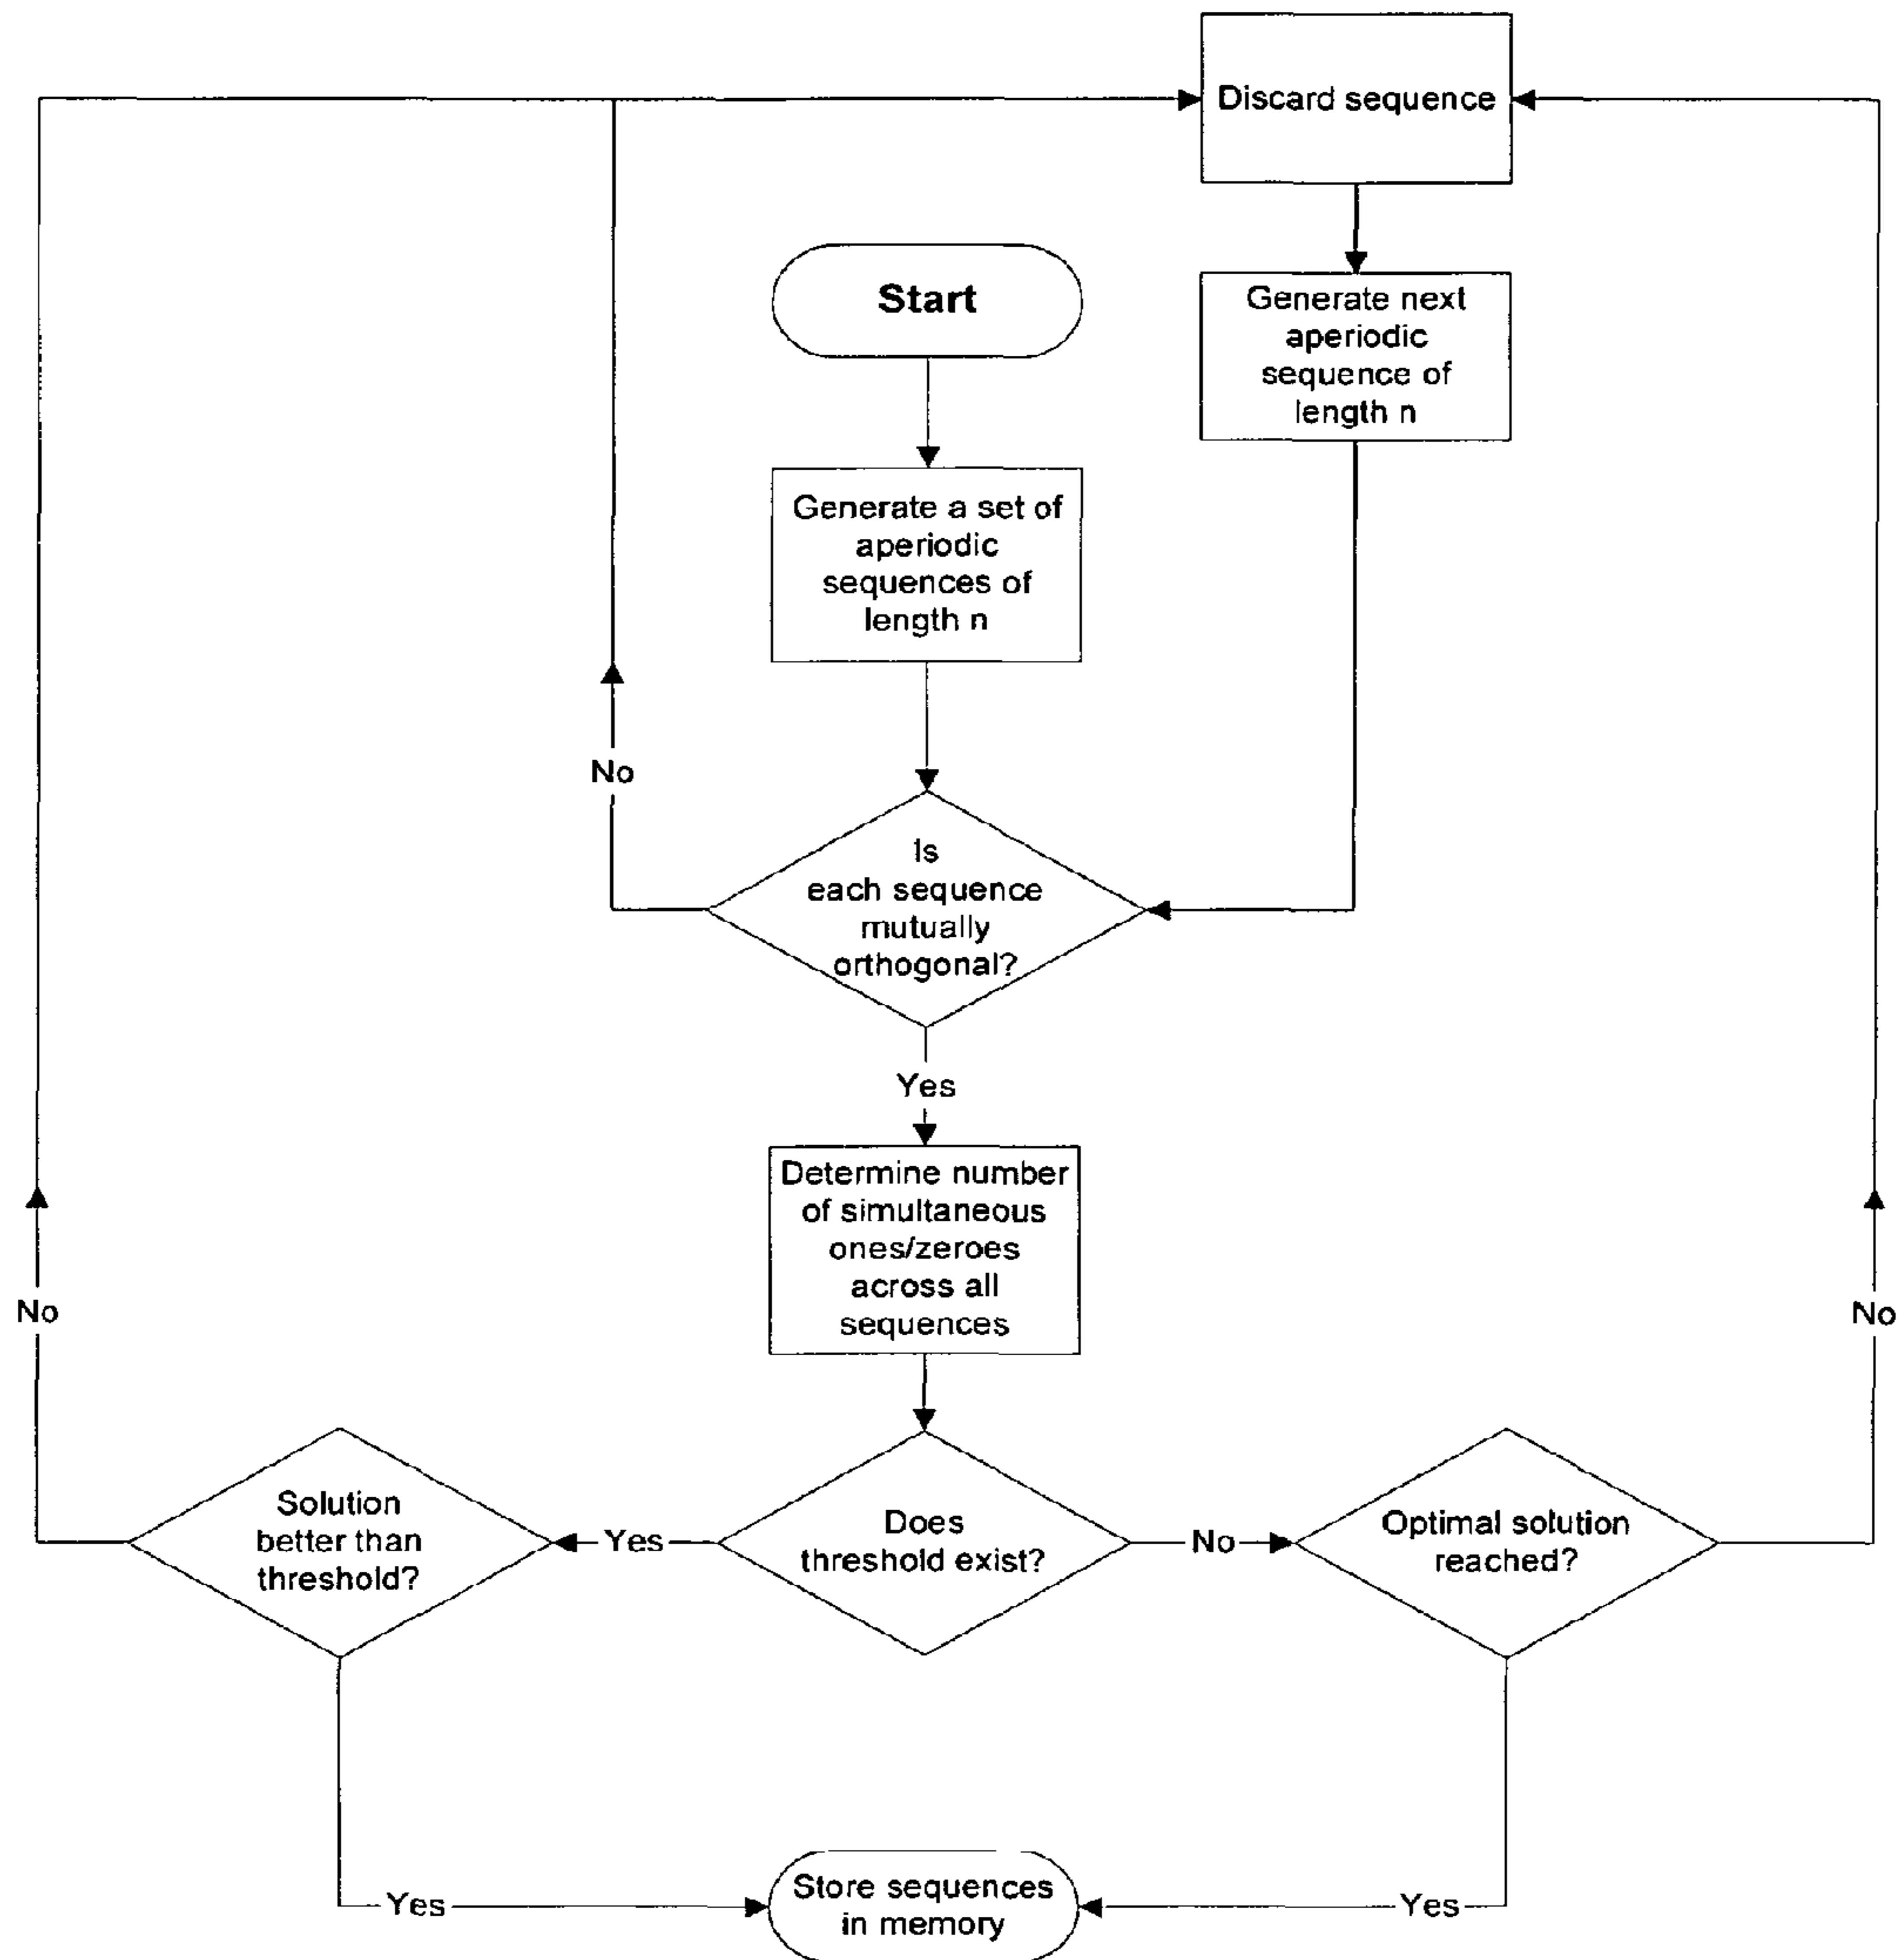 Discard sequence
Start
Generate next
aperiodic
sequence of
length n
Generate a set of
aperiodic
sequences of
length n
No
Is
each sequence
mutually
orthogonal?
Yes
Determine number
of simultaneous
ones/zeroes
across all
sequences
No
No
Solution
better than
threshold?
Yes
Does
threshold exist?
No
Optimal solution
reached?
Yes
Store sequences
in memory
Yes